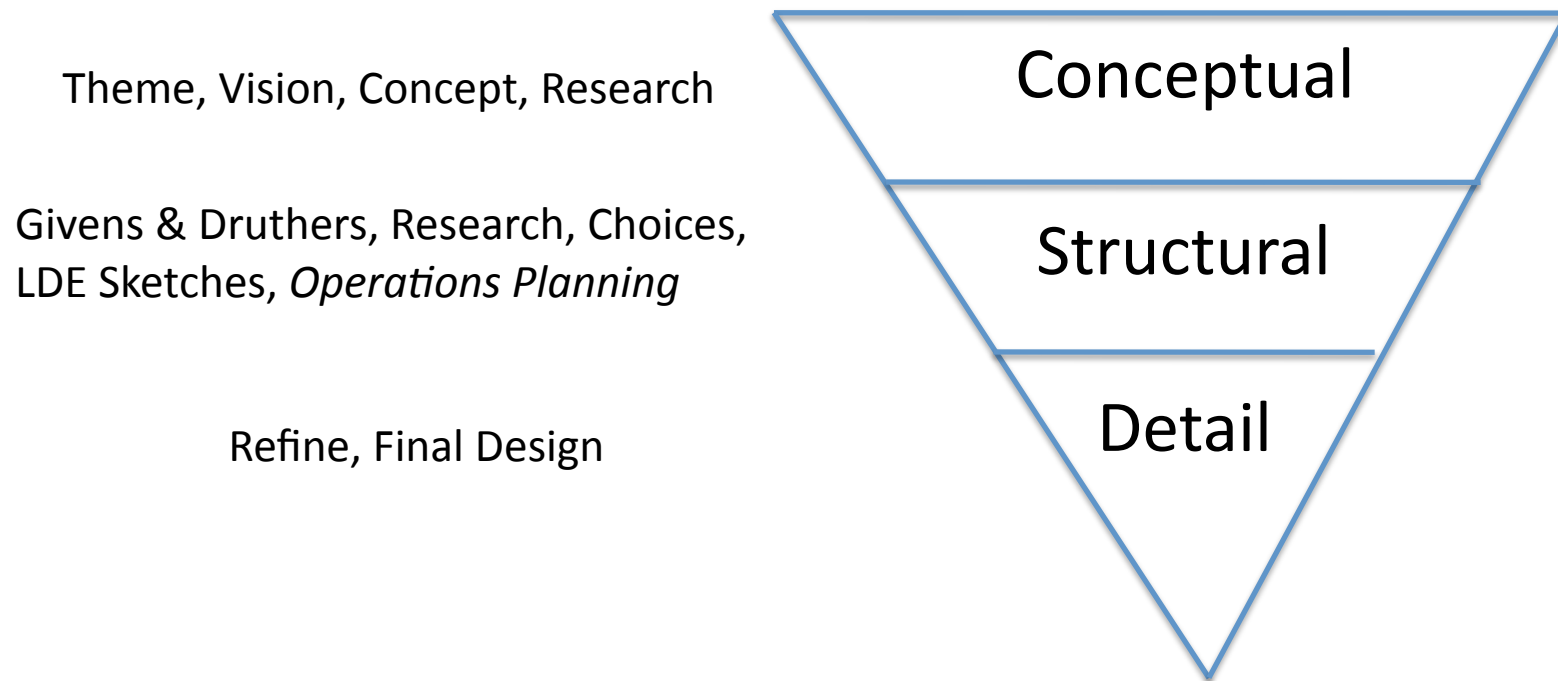 Theme, Vision, Concept, Research
Conceptual
Givens & Druthers, Research, Choices,
LDE Sketches, Operations Planning
Structural
Refine, Final Design
Detail